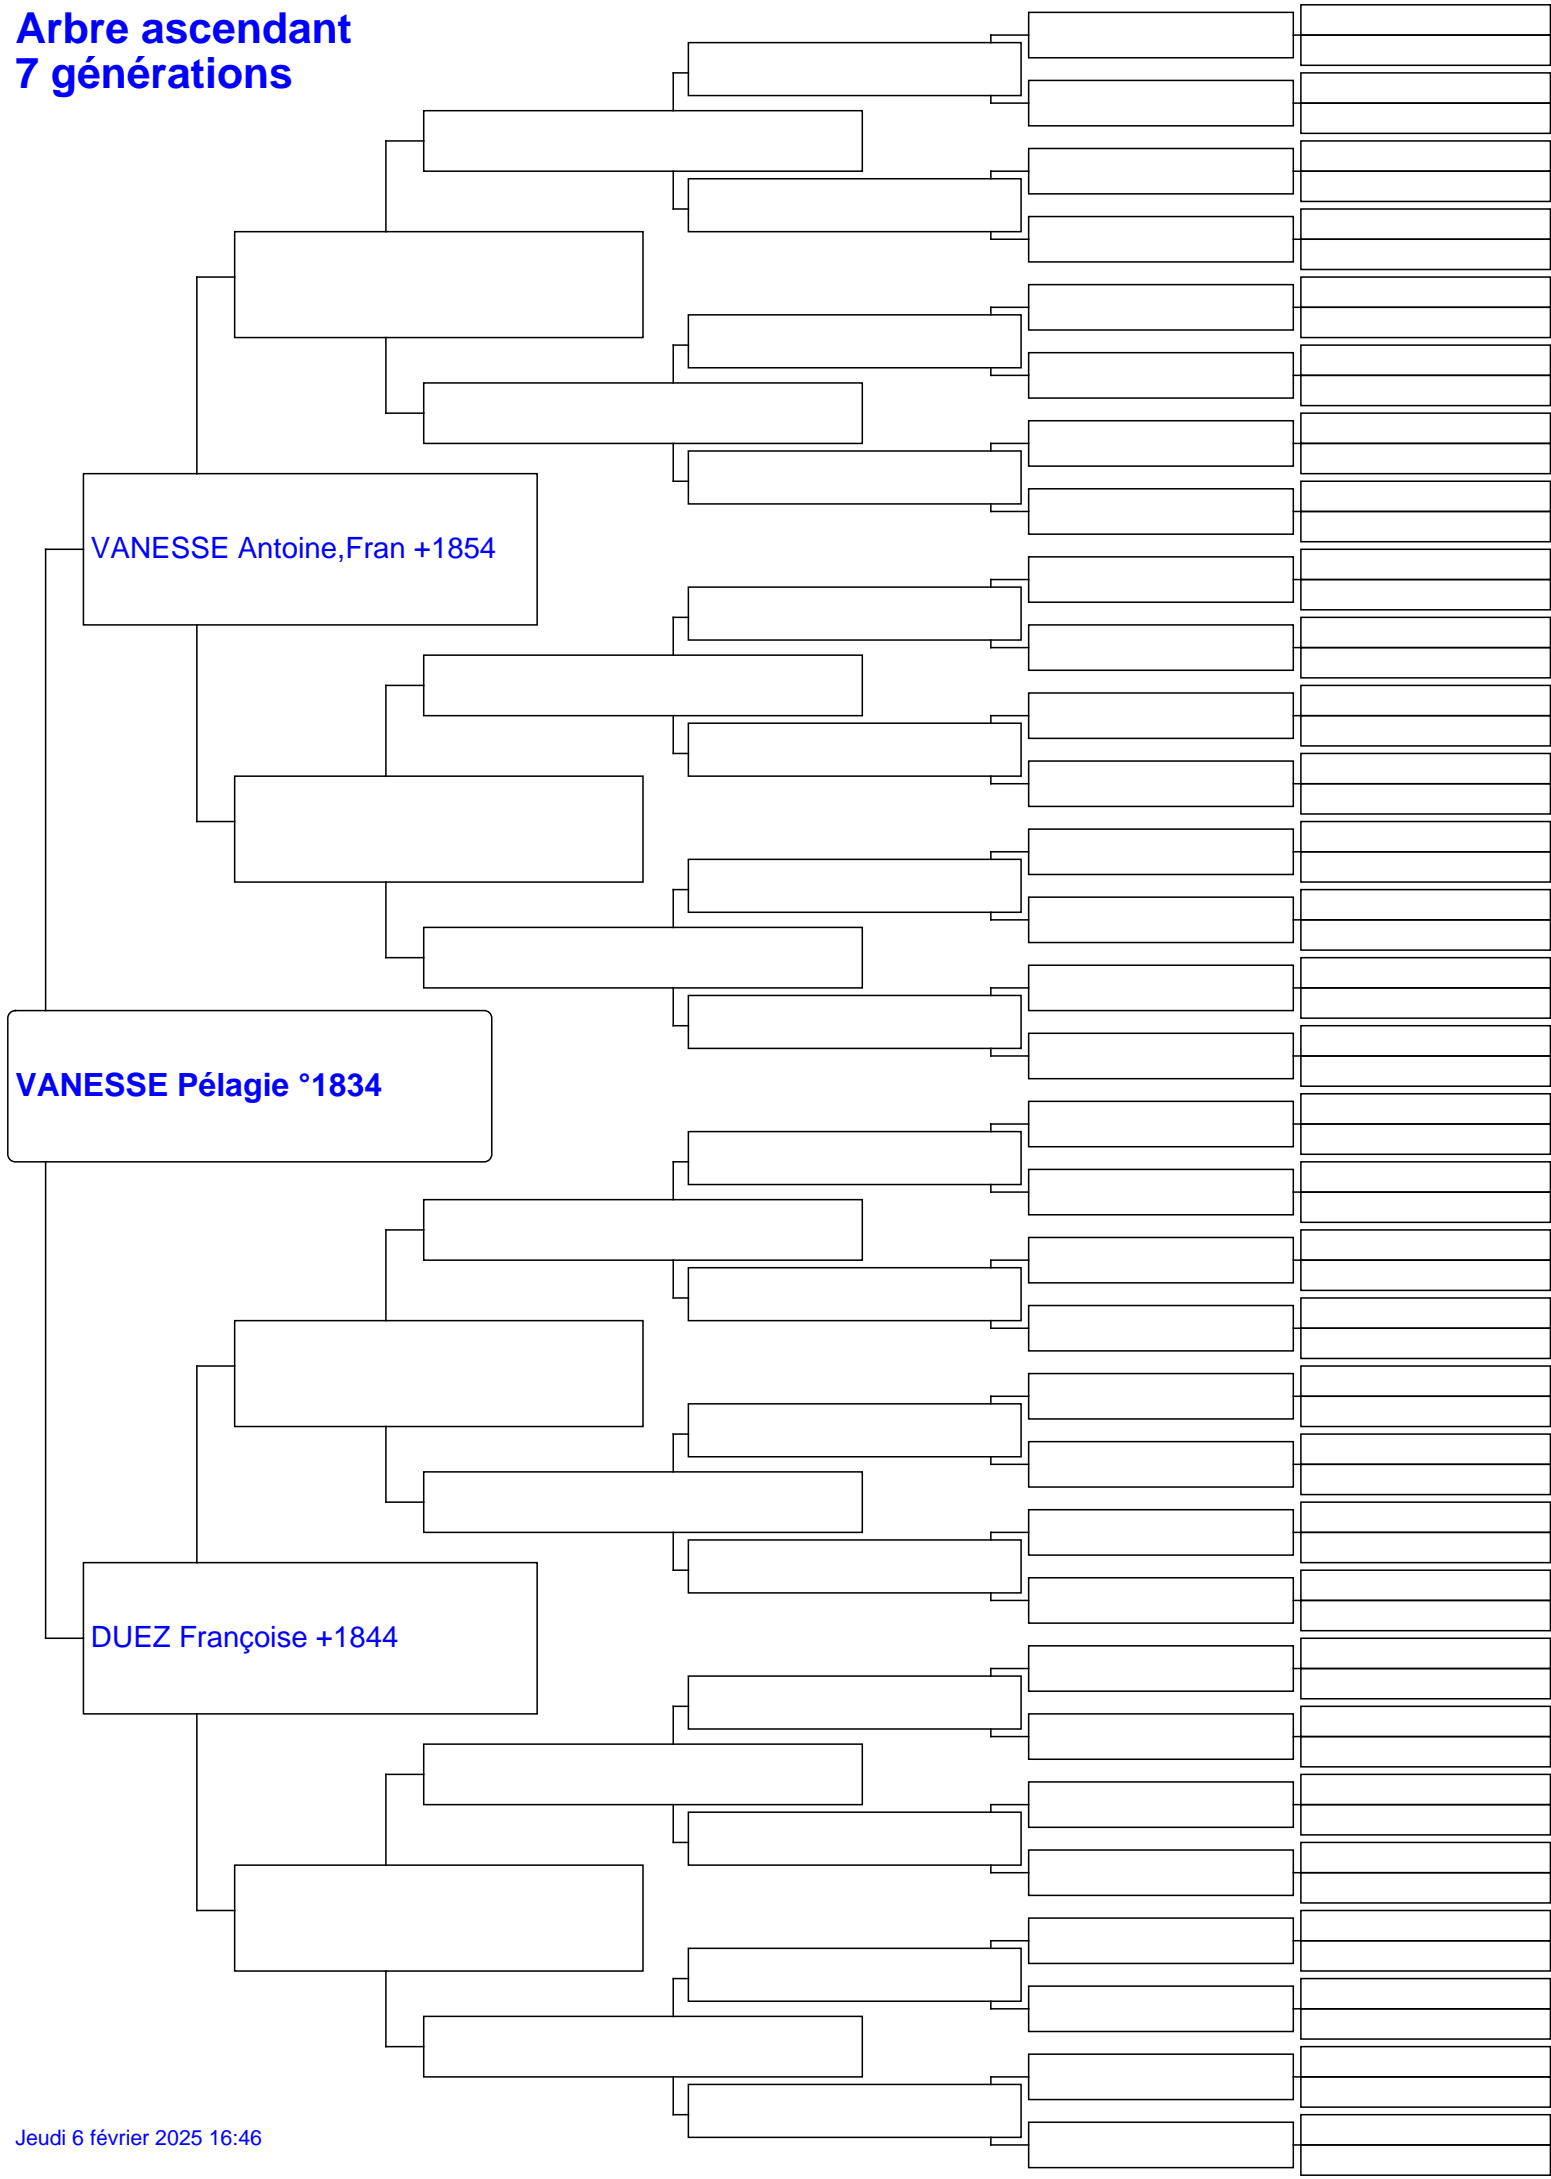 Arbre ascendant
7 générations
VANESSE Antoine,Fran +1854
VANESSE Pélagie °1834
DUEZ Françoise +1844
Jeudi 6 février 2025 16:46